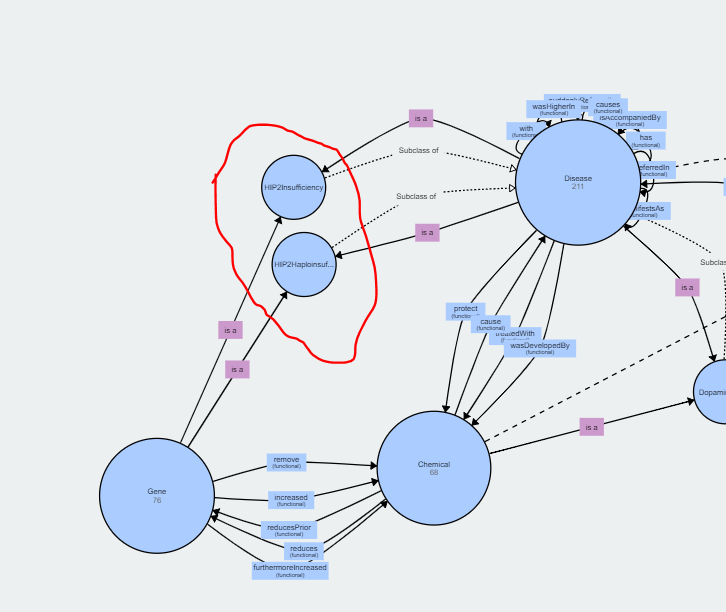 wasHigherIn
(functional)
causes
(functional)
isAccompaniedBy
(functional)
with
(functional)
has
(functional)
is a
Subclass of
(functional)
Disease
211
HIP2Insufficiency
(functional)
Subclass of
is a
HIP2Haploinsuf...
is a
protect
cause
(functional)
wasDevelopedBy
(functional)
is a
is a
is a
Chemical
68
remove
(functional)
Gene
76
increased
(functional)
reducesPrior
(functional)
reduces
(functional)
furthermoreIncreased
(functional)